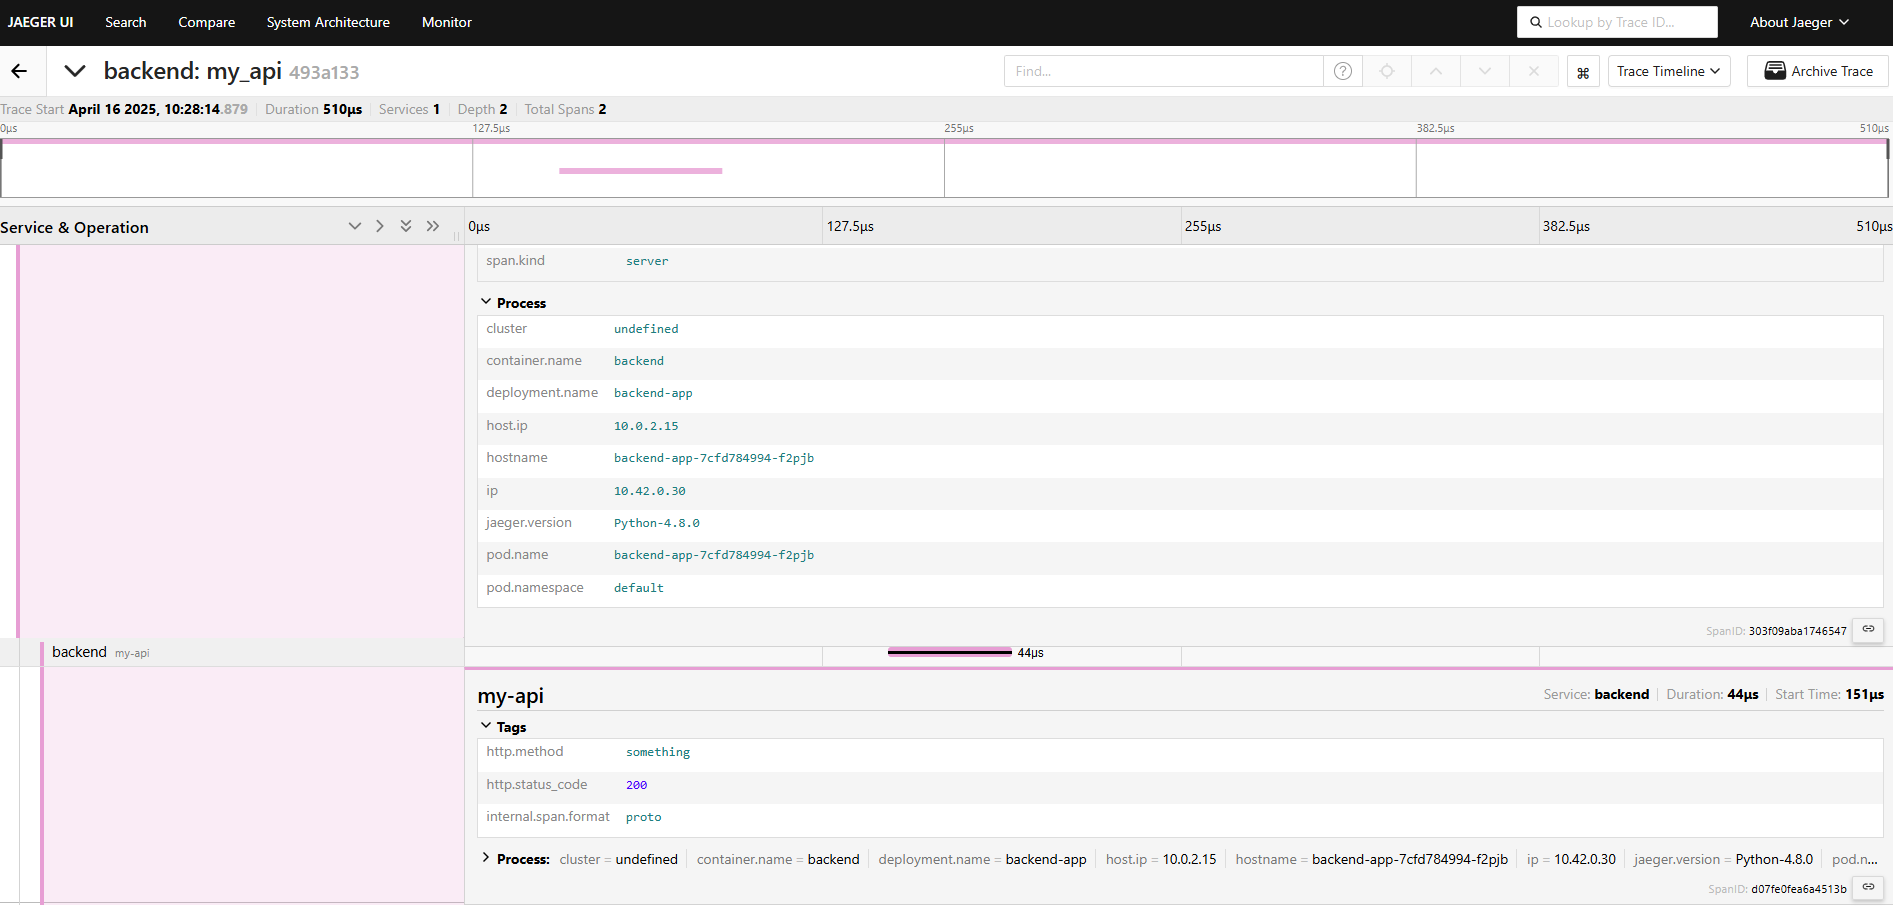 JAEGER UI Search Compare System Architecture Monitor Lookup by Trace ID... About Jaeger
backend: my_api 493a133 Find... Trace Timeline Archive Trace
Trace Start April 16 2025, 10:28:14.879 Duration 510μs Services 1 Depth 2 Total Spans 2
0μs 127.5μs 255μs 382.5μs 510μs
Service & Operation 0μs 127.5μs 255μs 382.5μs 510μs
span.kind server
Process
cluster undefined
container.name backend
deployment.name backend-app
host.ip 10.0.2.15
hostname backend-app-7cfd784994-f2pjb
ip 10.42.0.30
jaeger.version Python-4.8.0
pod.name backend-app-7cfd784994-f2pjb
pod.namespace default
SpanID: 303f09aba1746547
backend my-api 44μs
my-api Service: backend Duration: 44μs Start Time: 151μs
Tags
http.method something
http.status_code 200
internal.span.format proto
Process: cluster = undefined container.name = backend deployment.name = backend-app host.ip = 10.0.2.15 hostname = backend-app-7cfd784994-f2pjb ip = 10.42.0.30 jaeger.version = Python-4.8.0 pod.n...
SpanID: d07fe0fea6a4513b